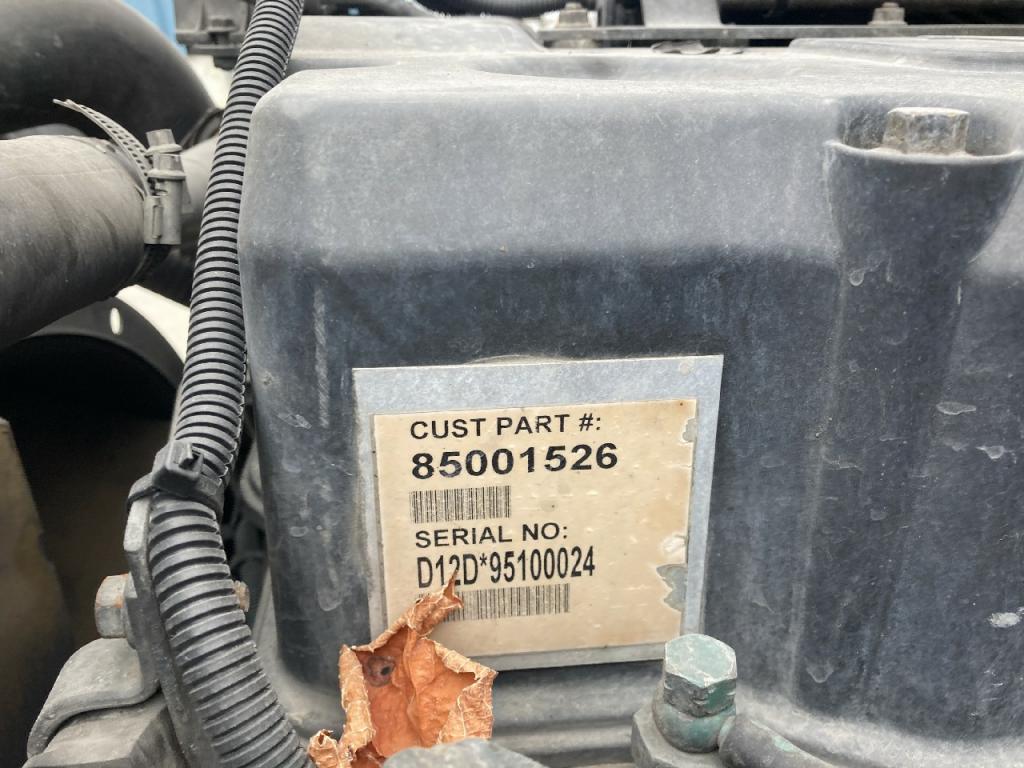 CUST PART #:
85001526
SERIAL NO:
D12D*95100024